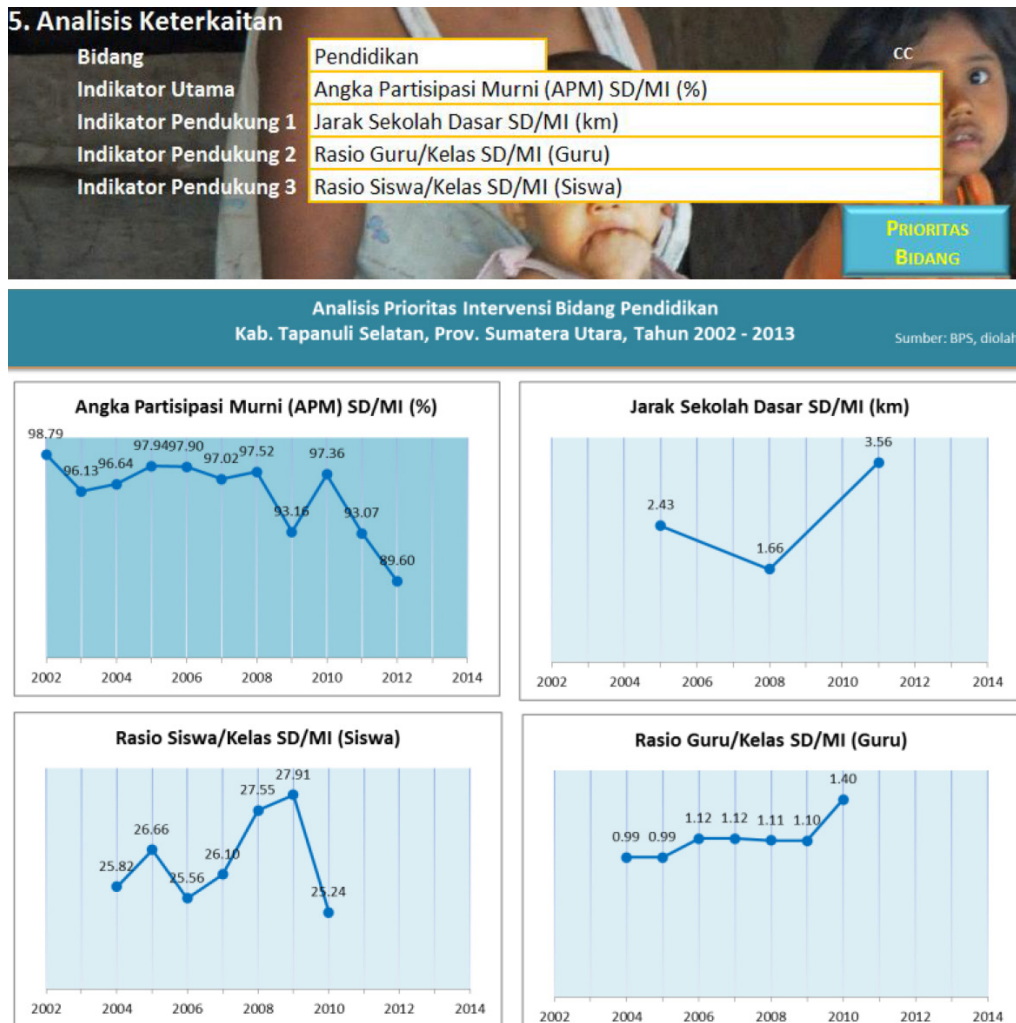 5. Analisis Keterkaitan
Bidang Pendidikan CC
Indikator Utama Angka Partisipasi Murni (APM) SD/MI (%)
Indikator Pendukung 1 Jarak Sekolah Dasar SD/MI (km)
Indikator Pendukung 2 Rasio Guru/Kelas SD/MI (Guru)
Indikator Pendukung 3 Rasio Siswa/Kelas SD/MI (Siswa)
PRIORITAS
BIDANG
Analisis Prioritas Intervensi Bidang Pendidikan
Kab. Tapanuli Selatan, Prov. Sumatera Utara, Tahun 2002 - 2013
Sumber: BPS, diolah
Angka Partisipasi Murni (APM) SD/MI (%)
98.79 96.13 96.64 97.94 97.90 97.02 97.52 93.16 97.36 93.07 89.60
2002 2004 2006 2008 2010 2012 2014
Jarak Sekolah Dasar SD/MI (km)
2.43 1.66 3.56
2002 2004 2006 2008 2010 2012 2014
Rasio Siswa/Kelas SD/MI (Siswa)
25.82 26.66 25.56 26.10 27.55 27.91 25.24
2002 2004 2006 2008 2010 2012 2014
Rasio Guru/Kelas SD/MI (Guru)
0.99 0.99 1.12 1.12 1.11 1.10 1.40
2002 2004 2006 2008 2010 2012 2014